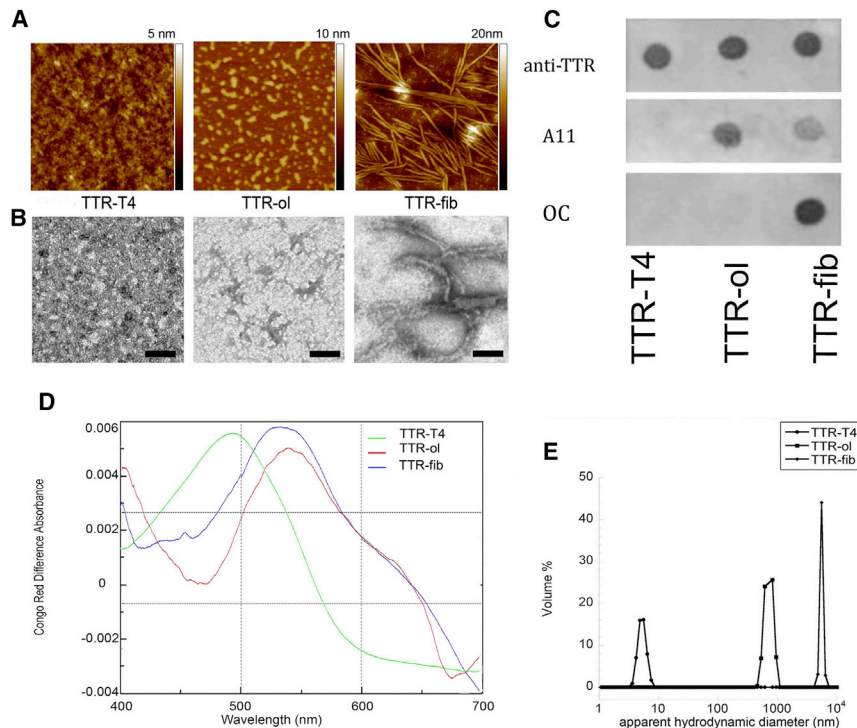 A
5 nm
10 nm
20nm
TTR-T4
TTR-ol
TTR-fib
B
C
anti-TTR
A11
OC
TTR-T4
TTR-ol
TTR-fib
D
0.006
0.004
0.002
0
-0.002
-0.004
Congo Red Difference Absorbance
TTR-T4
TTR-ol
TTR-fib
400
500
600
700
Wavelength (nm)
E
TTR-T4
TTR-ol
TTR-fib
50
40
30
20
10
0
Volume %
1
10
100
1000
10⁴
apparent hydrodynamic diameter (nm)